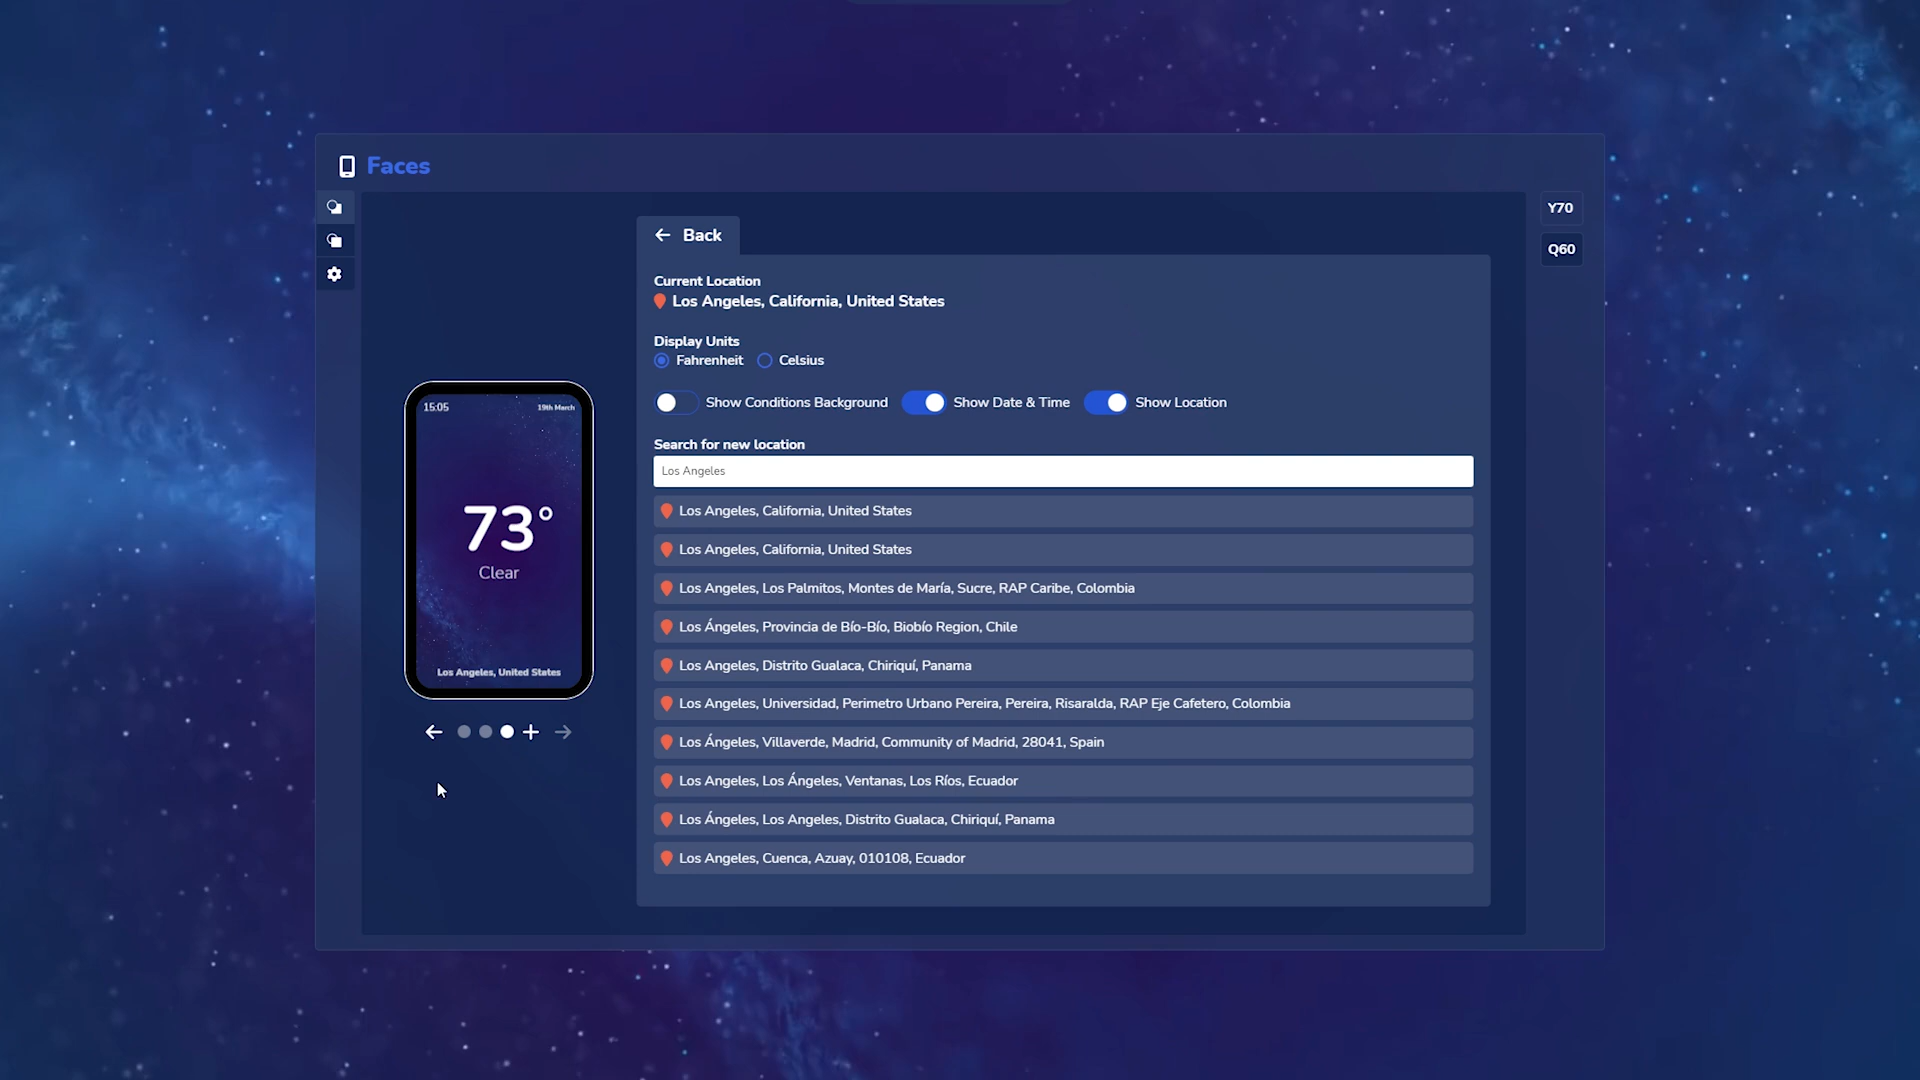 Faces
Y70
Q60
Back
Current Location
Los Angeles, California, United States
Display Units
Fahrenheit Celsius
Show Conditions Background Show Date & Time Show Location
Search for new location
Los Angeles
Los Angeles, California, United States
Los Angeles, California, United States
Los Angeles, Los Palmitos, Montes de María, Sucre, RAP Caribe, Colombia
Los Ángeles, Provincia de Bío-Bío, Biobío Region, Chile
Los Angeles, Distrito Gualaca, Chiriquí, Panama
Los Angeles, Universidad, Perimetro Urbano Pereira, Pereira, Risaralda, RAP Eje Cafetero, Colombia
Los Ángeles, Villaverde, Madrid, Community of Madrid, 28041, Spain
Los Angeles, Los Ángeles, Ventanas, Los Ríos, Ecuador
Los Ángeles, Los Angeles, Distrito Gualaca, Chiriquí, Panama
Los Angeles, Cuenca, Azuay, 010108, Ecuador
15:05 19th March
73°
Clear
Los Angeles, United States